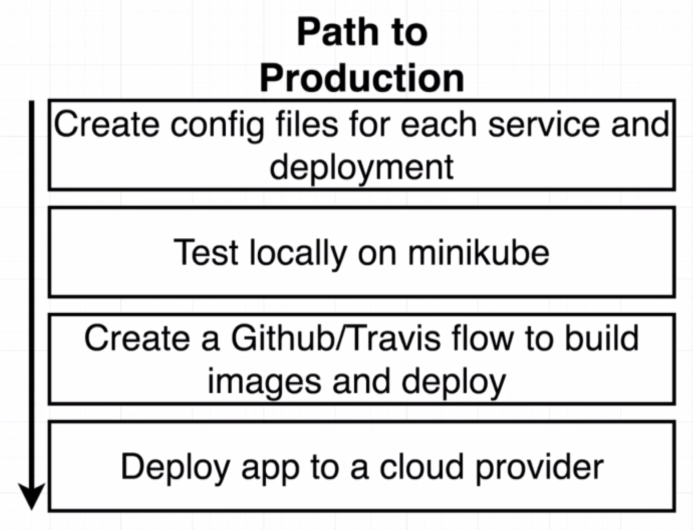 Path to
Production
Create config files for each service and
deployment
Test locally on minikube
Create a Github/Travis flow to build
images and deploy
Deploy app to a cloud provider